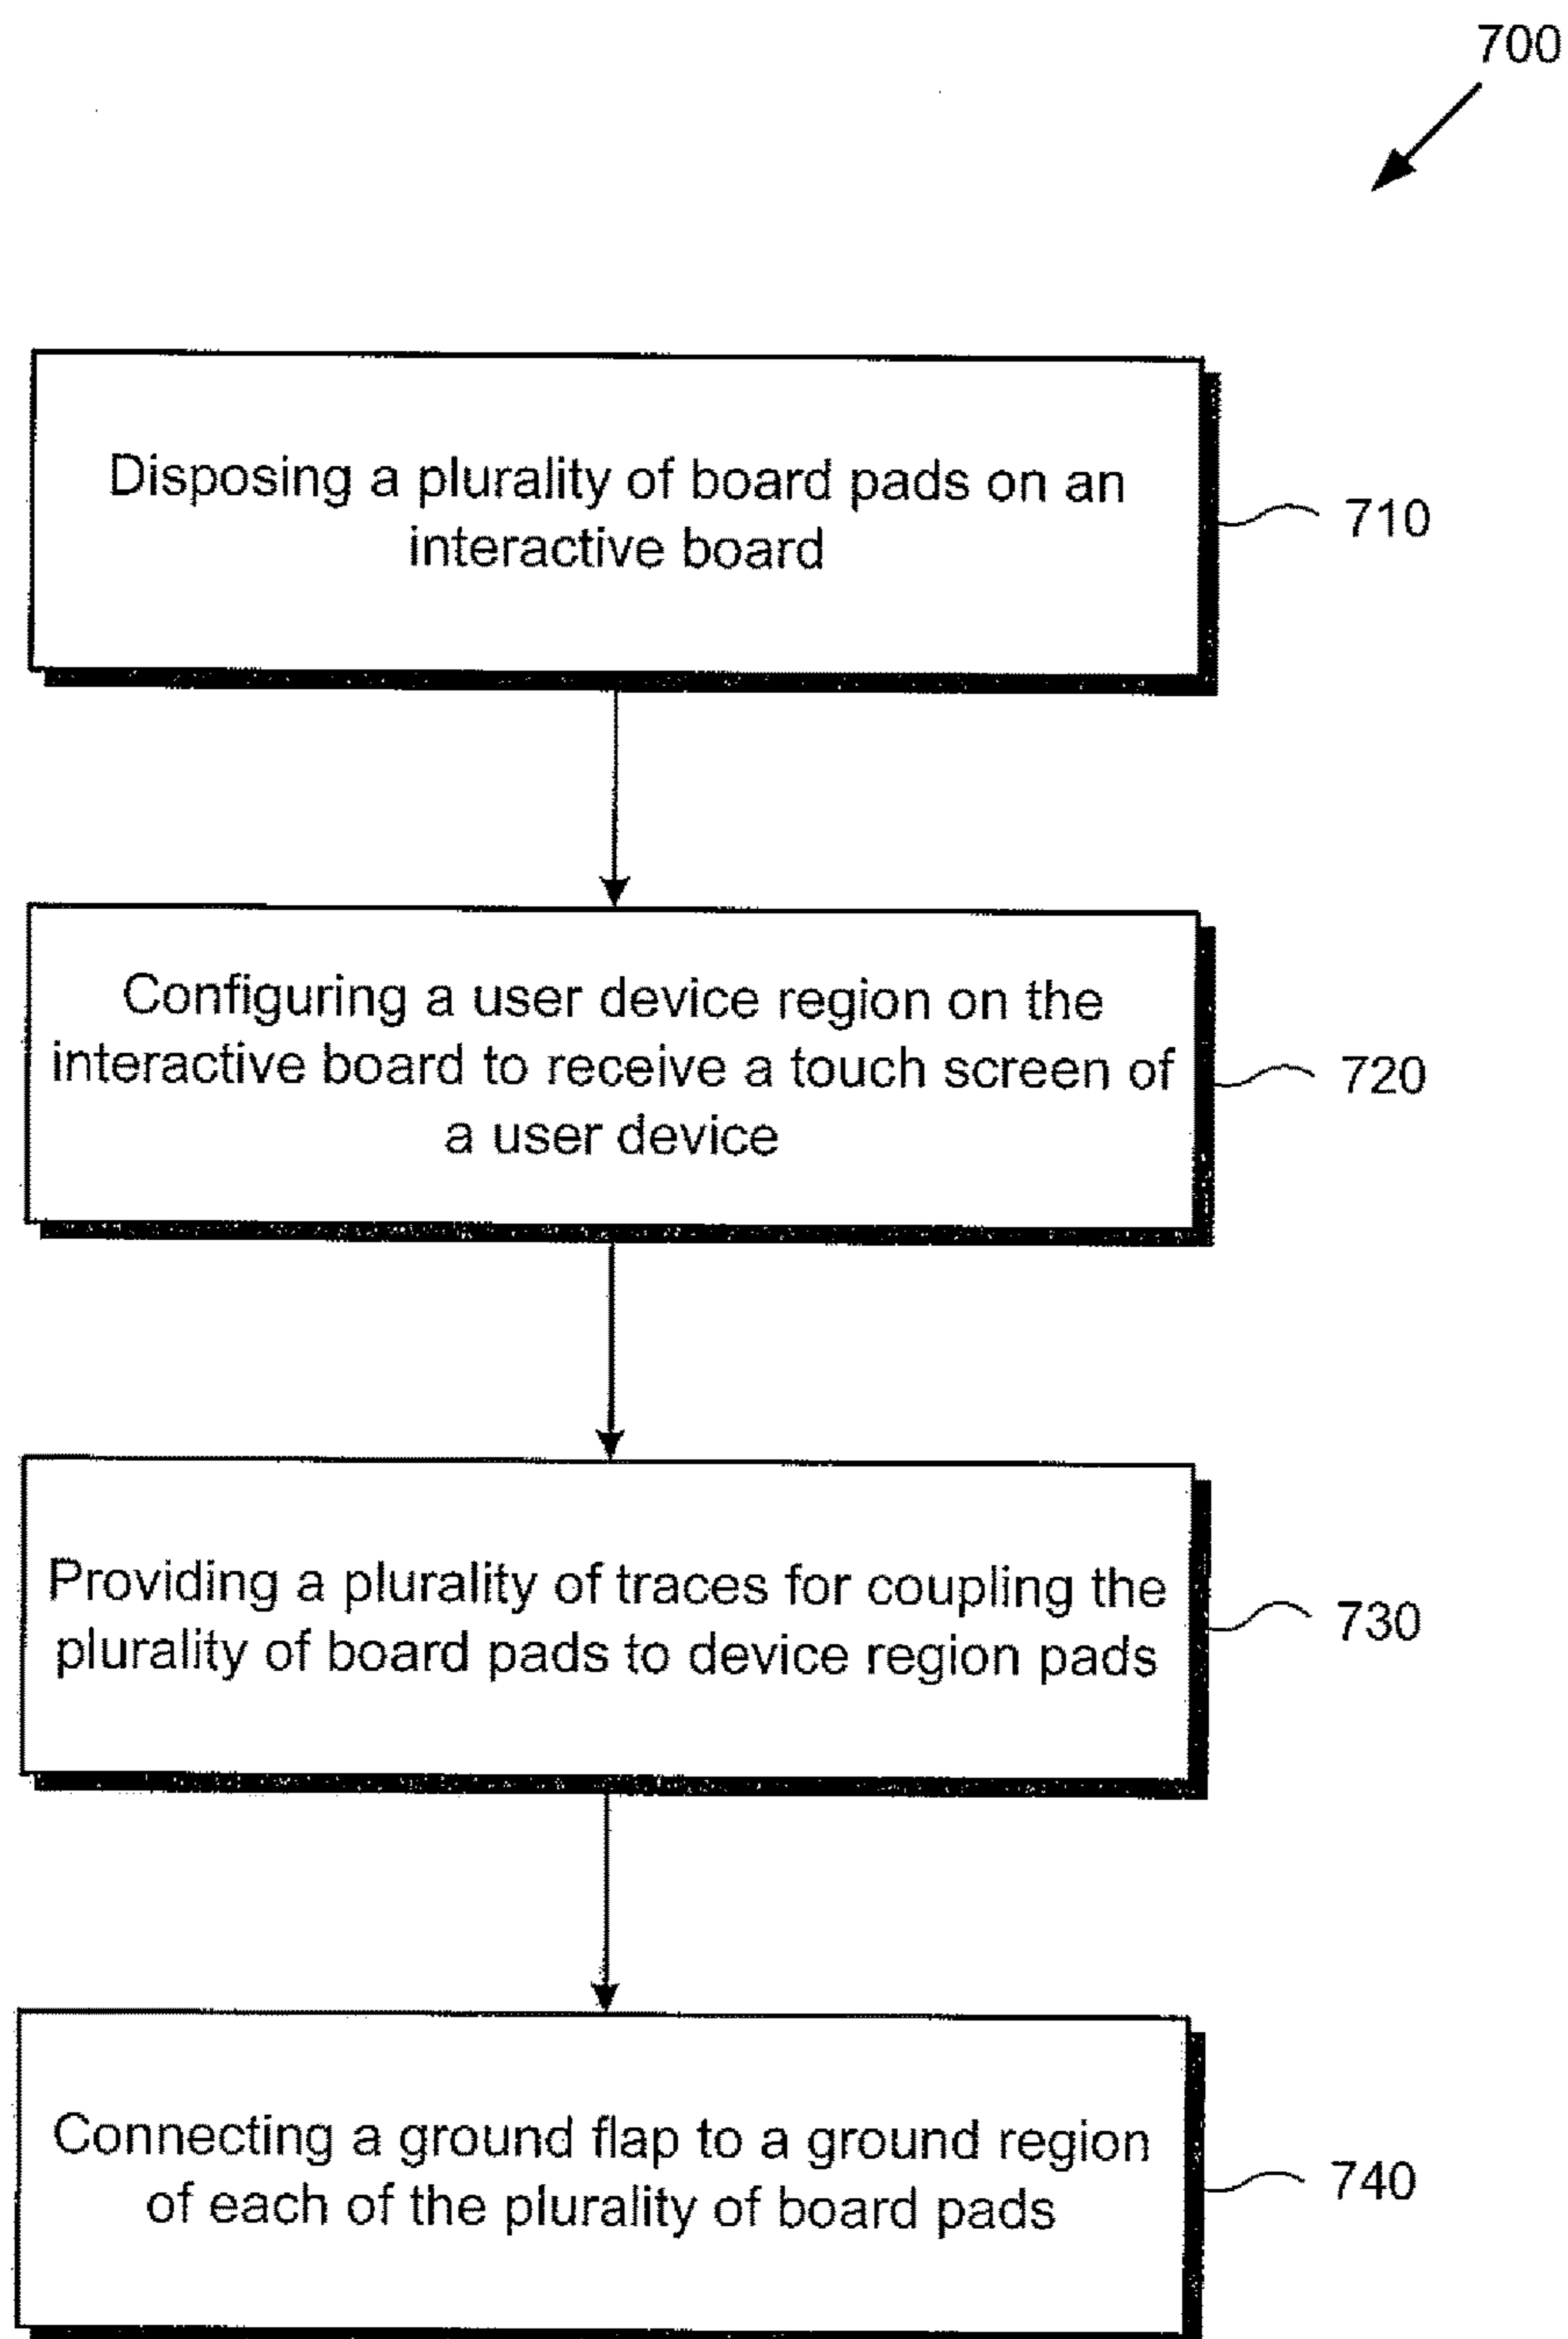 700
Disposing a plurality of board pads on an
interactive board
710
Configuring a user device region on the
interactive board to receive a touch screen of
a user device
720
Providing a plurality of traces for coupling the
plurality of board pads to device region pads
730
Connecting a ground flap to a ground region
of each of the plurality of board pads
740